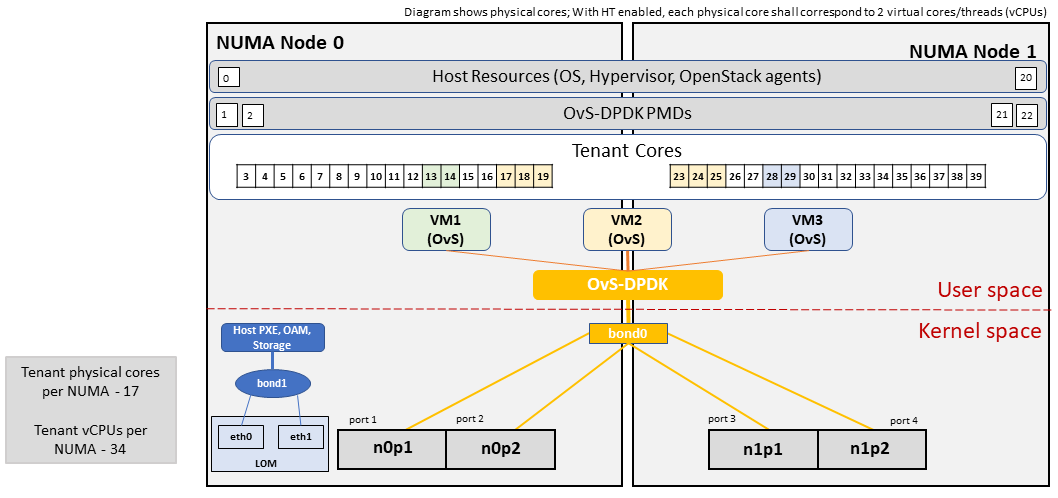 Diagram shows physical cores; With HT enabled, each physical core shall correspond to 2 virtual cores/threads (vCPUs)
NUMA Node 0
NUMA Node 1
0
Host Resources (OS, Hypervisor, OpenStack agents)
20
1
2
OvS-DPDK PMDs
21
22
Tenant Cores
3 4 5 6 7 8 9 10 11 12 13 14 15 16 17 18 19
23 24 25 26 27 28 29 30 31 32 33 34 35 36 37 38 39
VM1
(OvS)
VM2
(OvS)
VM3
(OvS)
OvS-DPDK
User space
Kernel space
Host PXE, OAM,
Storage
bond0
bond1
Tenant physical cores
per NUMA - 17
Tenant vCPUs per
NUMA - 34
eth0
eth1
LOM
port 1
port 2
n0p1
n0p2
port 3
port 4
n1p1
n1p2